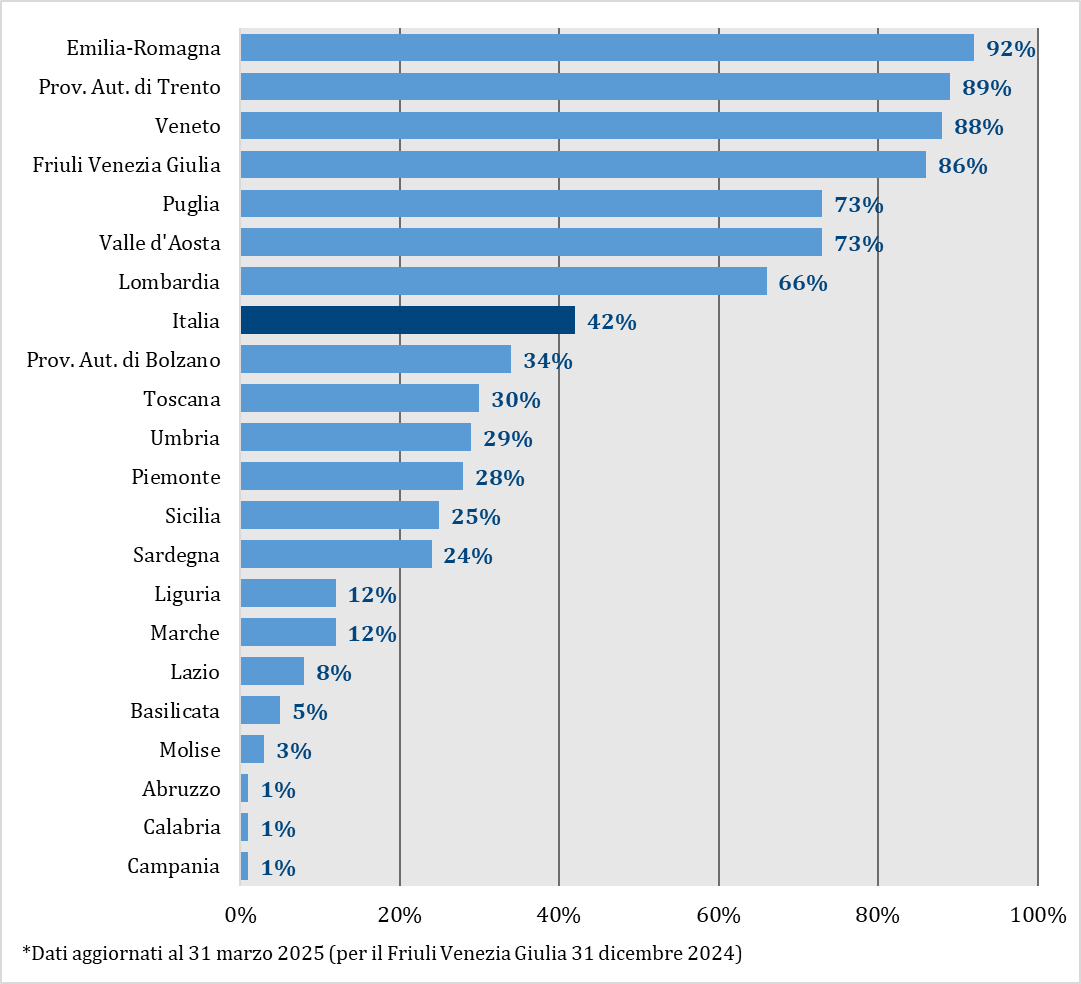 Emilia-Romagna 92%
Prov. Aut. di Trento 89%
Veneto 88%
Friuli Venezia Giulia 86%
Puglia 73%
Valle d'Aosta 73%
Lombardia 66%
Italia 42%
Prov. Aut. di Bolzano 34%
Toscana 30%
Umbria 29%
Piemonte 28%
Sicilia 25%
Sardegna 24%
Liguria 12%
Marche 12%
Lazio 8%
Basilicata 5%
Molise 3%
Abruzzo 1%
Calabria 1%
Campania 1%
0% 20% 40% 60% 80% 100%
*Dati aggiornati al 31 marzo 2025 (per il Friuli Venezia Giulia 31 dicembre 2024)